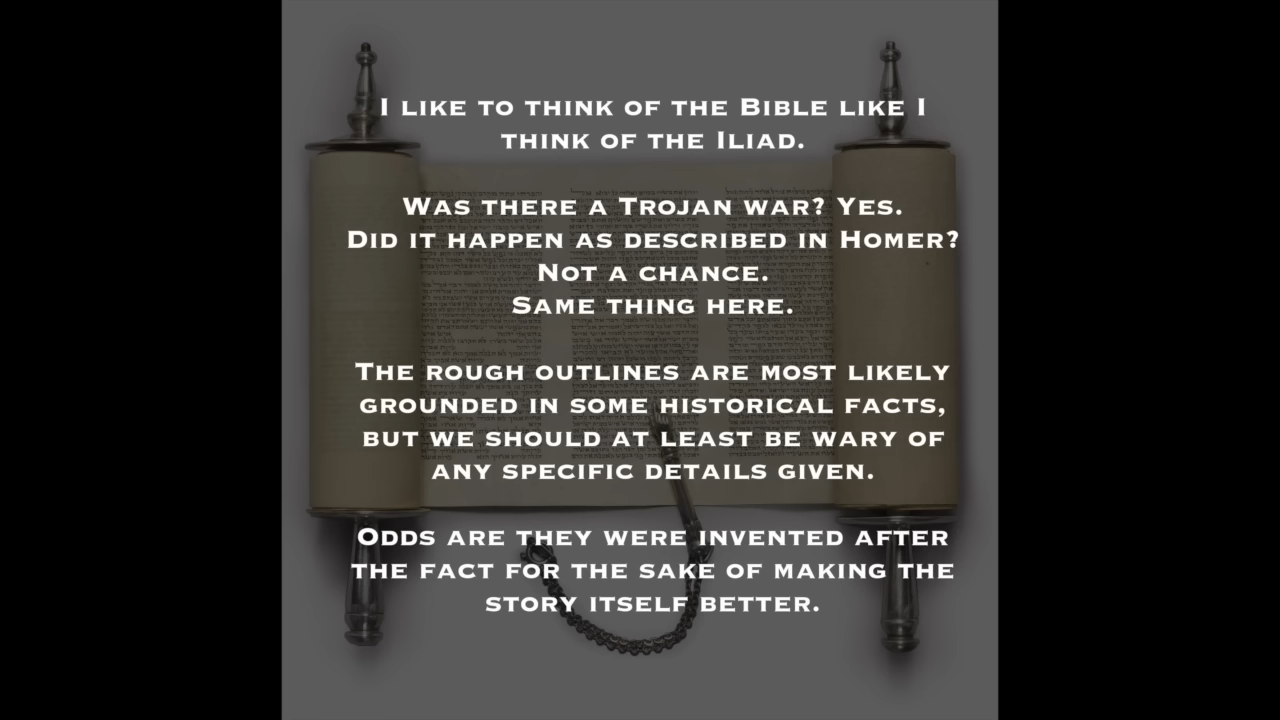 I like to think of the Bible like I
think of the Iliad.
Was there a Trojan war? Yes.
Did it happen as described in Homer?
Not a chance.
Same thing here.
The rough outlines are most likely
grounded in some historical facts,
but we should at least be wary of
any specific details given.
Odds are they were invented after
the fact for the sake of making the
story itself better.